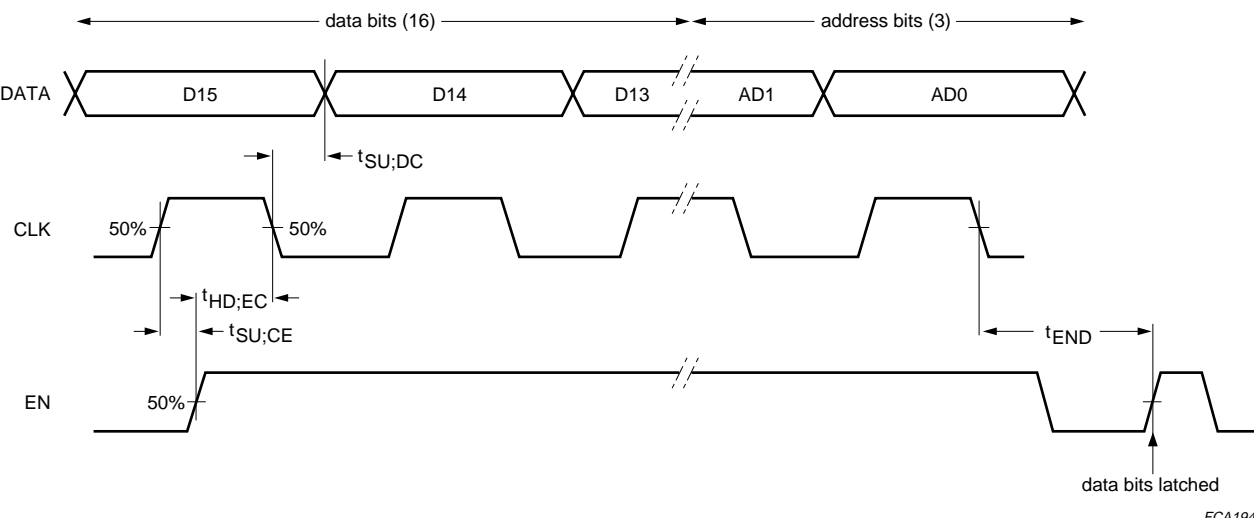 data bits (16) address bits (3)
DATA D15 D14 D13 AD1 AD0
tSU;DC
CLK 50% 50%
tHD;EC
tSU;CE tEND
EN 50%
data bits latched